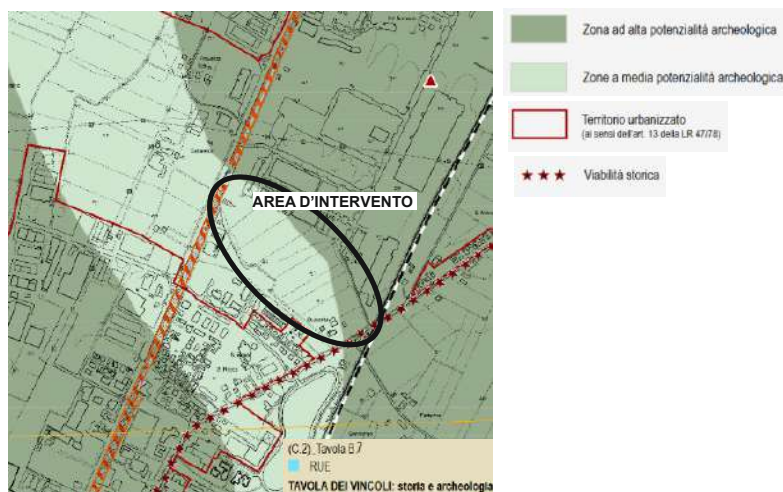 AREA D'INTERVENTO
(C.2)_Tavola B.7
RUE
TAVOLA DEI VINCOLI: storia e archeologia
Zona ad alta potenzialità archeologica
Zone a media potenzialità archeologica
Territorio urbanizzato
(ai sensi dell'art. 13 della LR 47/78)
Viabilità storica